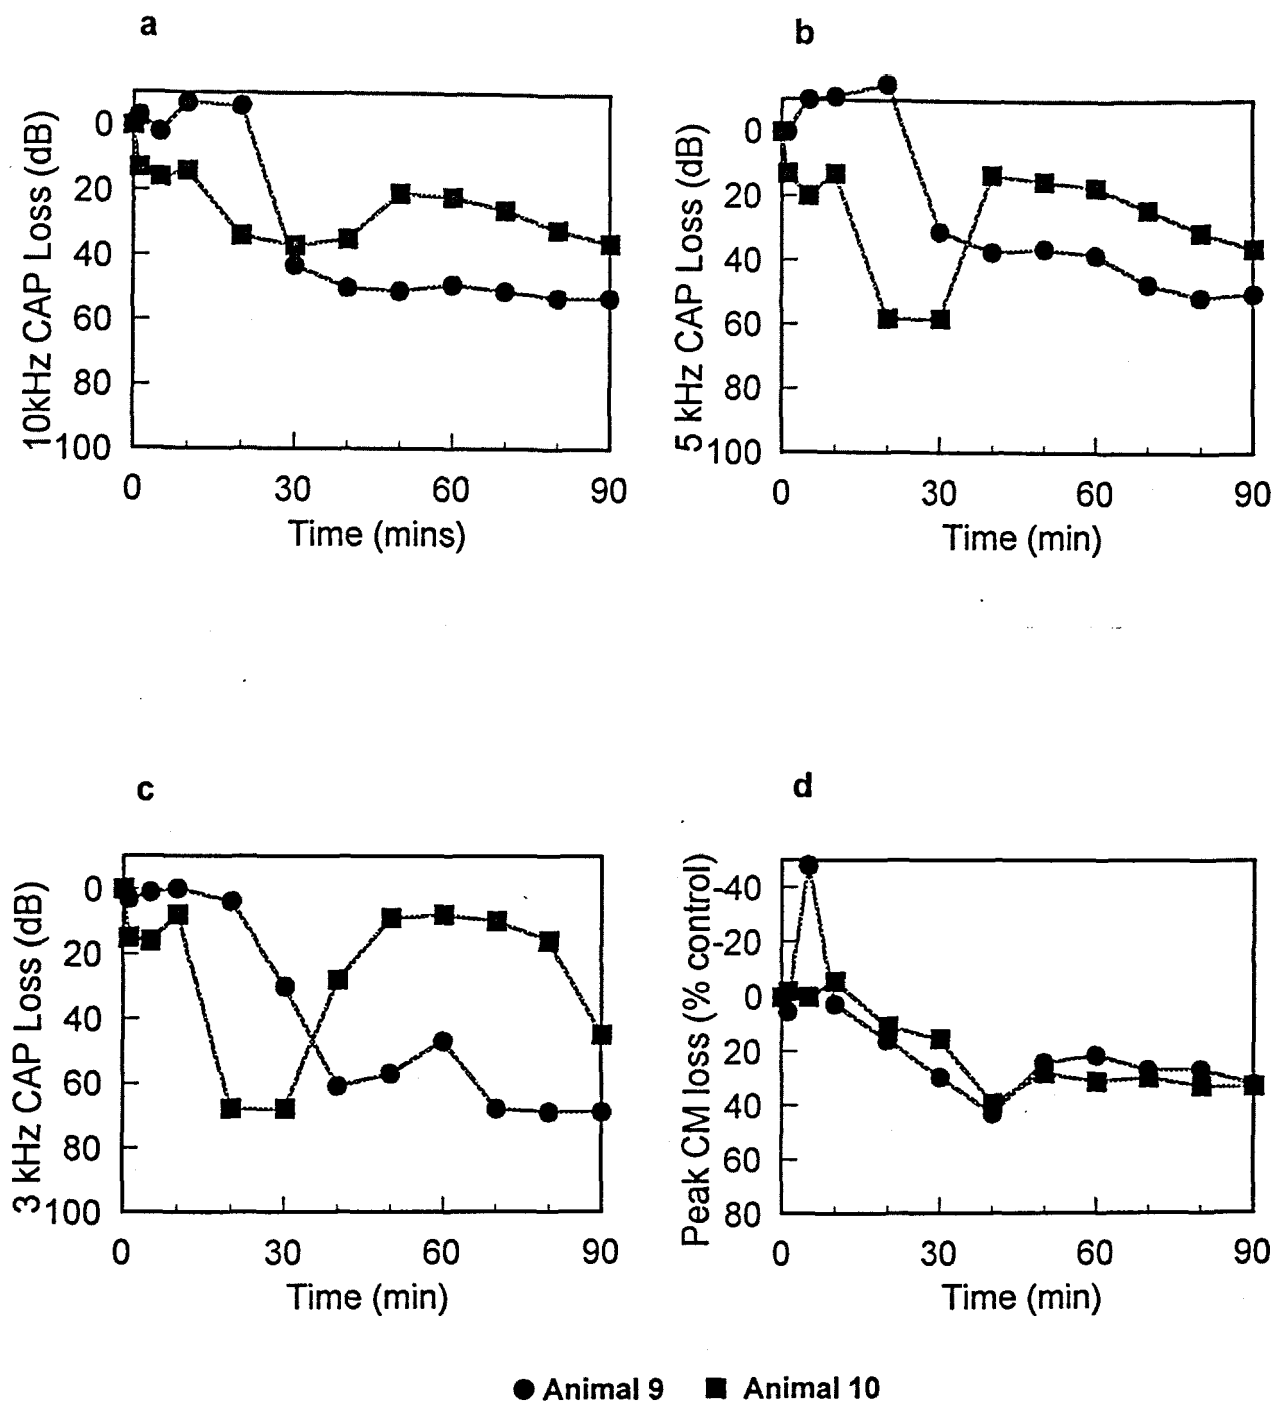 a
10kHz CAP Loss (dB)
0
20
40
60
80
100
0 30 60 90
Time (mins)
b
5 kHz CAP Loss (dB)
0
20
40
60
80
100
0 30 60 90
Time (min)
c
3 kHz CAP Loss (dB)
0
20
40
60
80
100
0 30 60 90
Time (min)
d
Peak CM loss (% control)
-40
-20
0
20
40
60
80
0 30 60 90
Time (min)
Animal 9 Animal 10